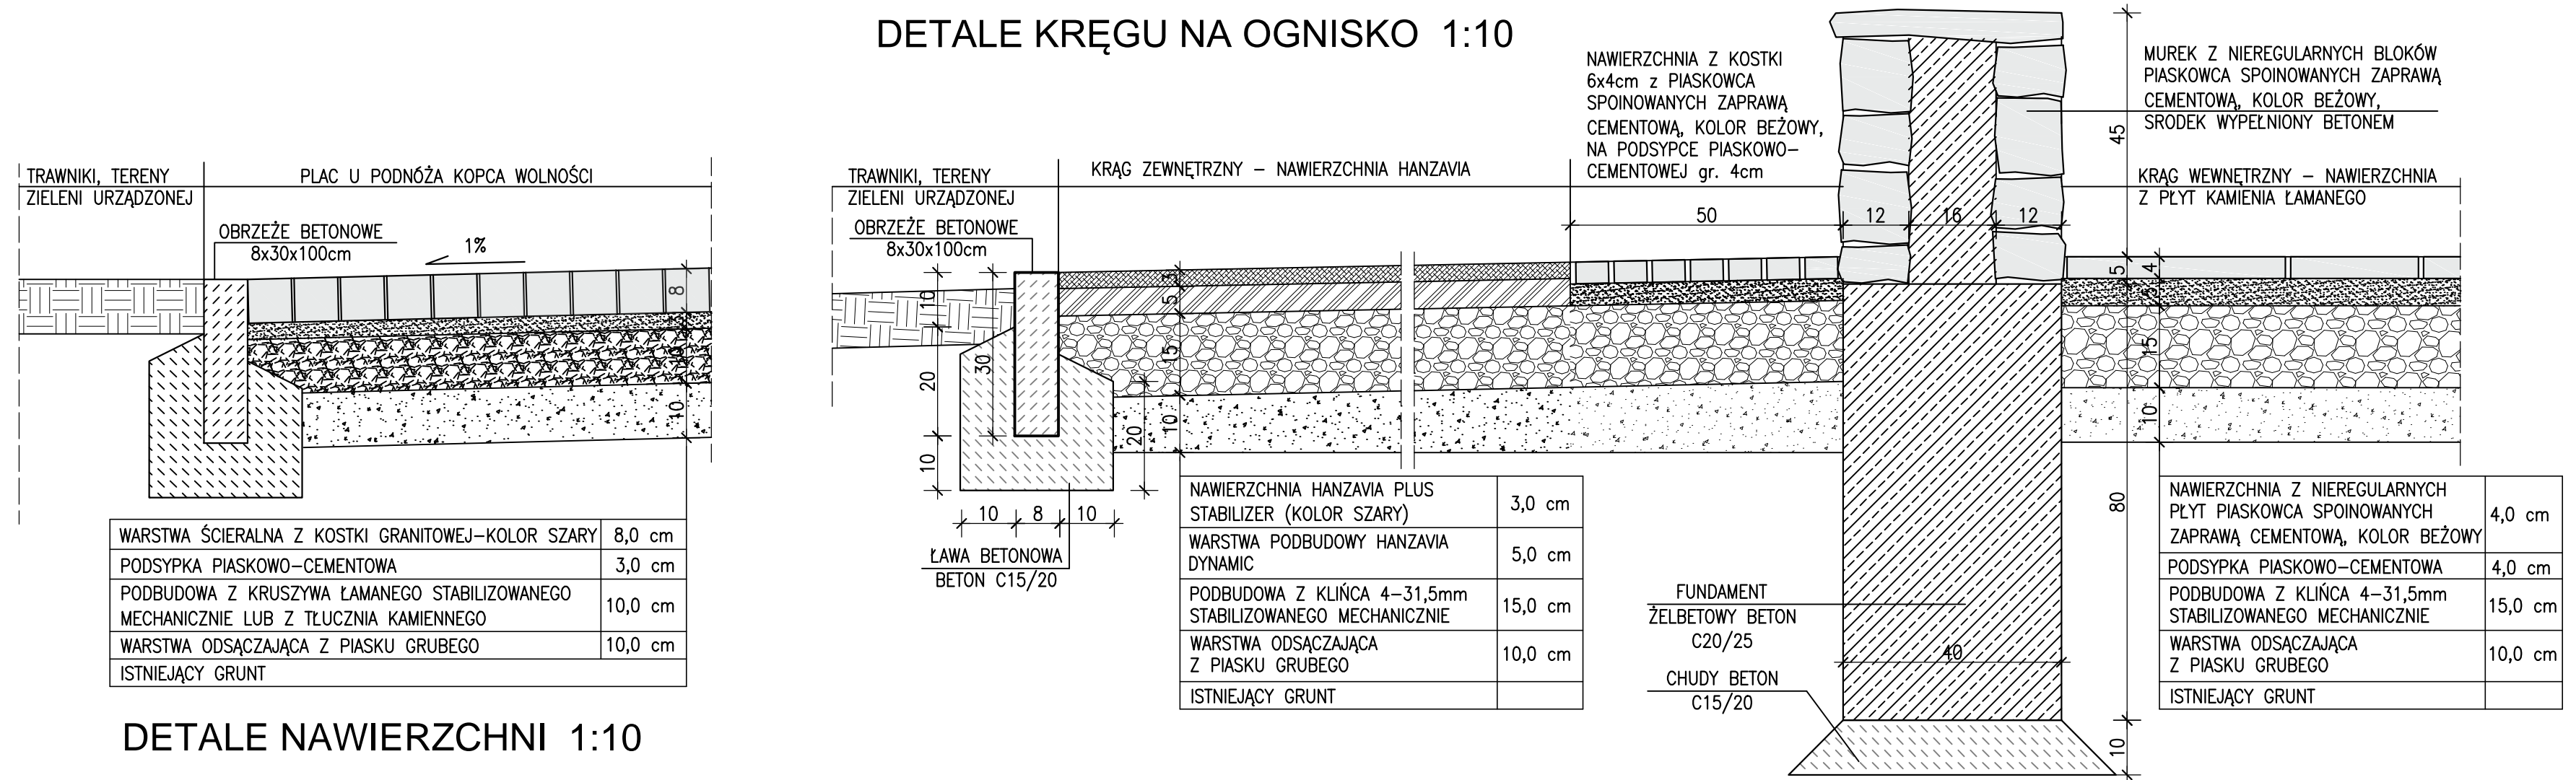 DETALE KRĘGU NA OGNISKO 1:10
TRAWNIKI, TERENY
ZIELENI URZĄDZONEJ
PLAC U PODNÓŻA KOPCA WOLNOŚCI
OBRZEŻE BETONOWE
8x30x100cm
1%
8
10
WARSTWA ŚCIERALNA Z KOSTKI GRANITOWEJ-KOLOR SZARY 8,0 cm
PODSYPKA PIASKOWO-CEMENTOWA 3,0 cm
PODBUDOWA Z KRUSZYWA ŁAMANEGO STABILIZOWANEGO
MECHANICZNIE LUB Z TŁUCZNIA KAMIENNEGO 10,0 cm
WARSTWA ODSĄCZAJĄCA Z PIASKU GRUBEGO 10,0 cm
ISTNIEJĄCY GRUNT
DETALE NAWIERZCHNI 1:10
TRAWNIKI, TERENY
ZIELENI URZĄDZONEJ
KRĄG ZEWNĘTRZNY – NAWIERZCHNIA HANZAVIA
OBRZEŻE BETONOWE
8x30x100cm
10
20
10
30
20
3
5
15
10
10 8 10
ŁAWA BETONOWA
BETON C15/20
NAWIERZCHNIA HANZAVIA PLUS
STABILIZER (KOLOR SZARY) 3,0 cm
WARSTWA PODBUDOWY HANZAVIA
DYNAMIC 5,0 cm
PODBUDOWA Z KLIŃCA 4-31,5mm
STABILIZOWANEGO MECHANICZNIE 15,0 cm
WARSTWA ODSĄCZAJĄCA
Z PIASKU GRUBEGO 10,0 cm
ISTNIEJĄCY GRUNT
NAWIERZCHNIA Z KOSTKI
6x4cm z PIASKOWCA
SPOINOWANYCH ZAPRAWĄ
CEMENTOWĄ, KOLOR BEŻOWY,
NA PODSYPCE PIASKOWO-
CEMENTOWEJ gr. 4cm
50
12 16 12
FUNDAMENT
ŻELBETOWY BETON
C20/25
CHUDY BETON
C15/20
40
MUREK Z NIEREGULARNYCH BLOKÓW
PIASKOWCA SPOINOWANYCH ZAPRAWĄ
CEMENTOWĄ, KOLOR BEŻOWY,
SRODEK WYPEŁNIONY BETONEM
45
KRĄG WEWNĘTRZNY – NAWIERZCHNIA
Z PŁYT KAMIENIA ŁAMANEGO
5
4
15
10
80
10
NAWIERZCHNIA Z NIEREGULARNYCH
PŁYT PIASKOWCA SPOINOWANYCH
ZAPRAWĄ CEMENTOWĄ, KOLOR BEŻOWY 4,0 cm
PODSYPKA PIASKOWO-CEMENTOWA 4,0 cm
PODBUDOWA Z KLIŃCA 4-31,5mm
STABILIZOWANEGO MECHANICZNIE 15,0 cm
WARSTWA ODSĄCZAJĄCA
Z PIASKU GRUBEGO 10,0 cm
ISTNIEJĄCY GRUNT